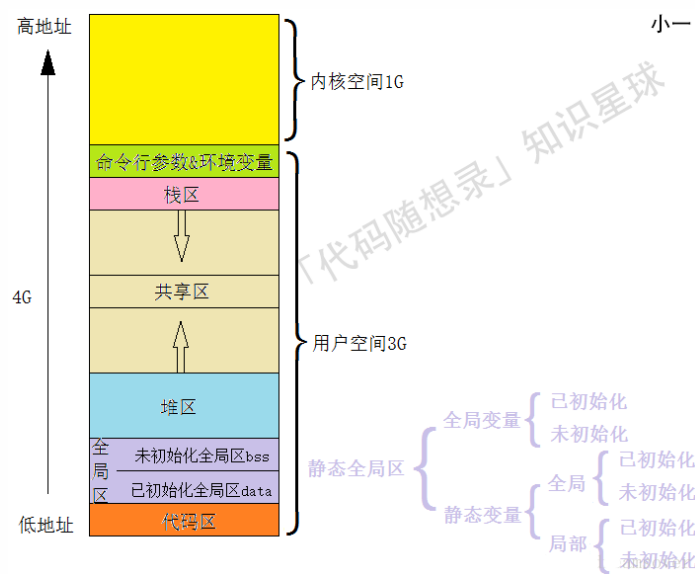 高地址
小一
内核空间1G
「代码随想录」知识星球
命令行参数&环境变量
栈区
共享区
4G
用户空间3G
堆区
全局区
未初始化全局区bss
已初始化全局区data
代码区
低地址
静态全局区
全局变量
已初始化
未初始化
静态变量
全局
已初始化
未初始化
局部
已初始化
未初始化